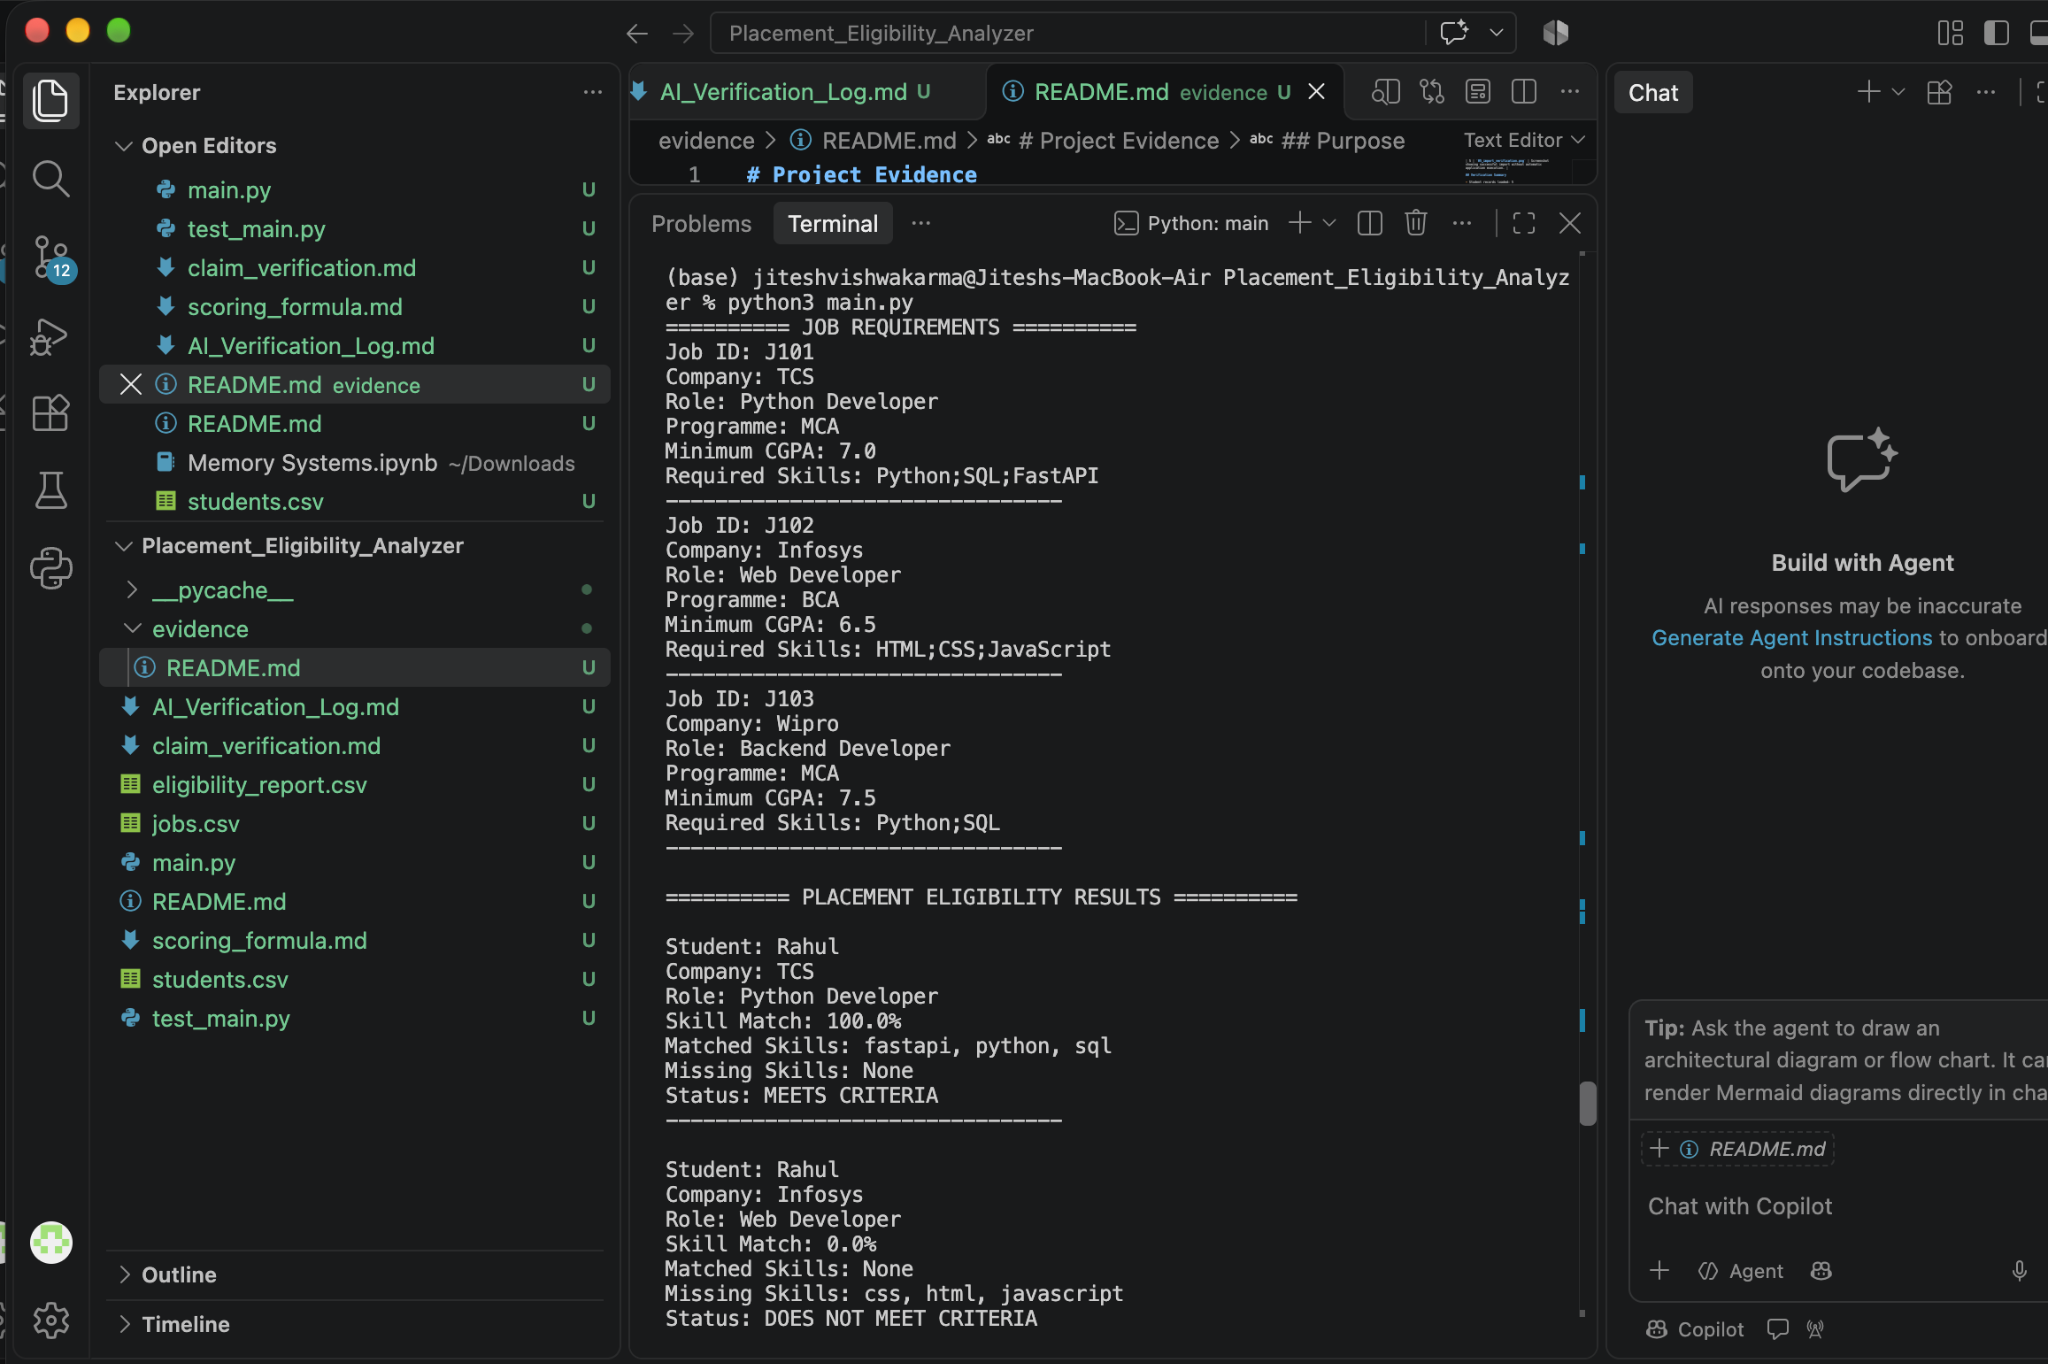 Placement_Eligibility_Analyzer
Explorer
Open Editors
main.py U
test_main.py U
claim_verification.md U
scoring_formula.md U
AI_Verification_Log.md U
README.md evidence U
README.md U
Memory Systems.ipynb ~/Downloads
students.csv U
12
Placement_Eligibility_Analyzer
__pycache__
evidence
README.md U
AI_Verification_Log.md U
claim_verification.md U
eligibility_report.csv U
jobs.csv U
main.py U
README.md U
scoring_formula.md U
students.csv U
test_main.py U
Outline
Timeline
AI_Verification_Log.md U
README.md evidence U
evidence > README.md > abc # Project Evidence > abc ## Purpose
Text Editor
1 # Project Evidence
Problems Terminal
Python: main
(base) jiteshvishwakarma@Jiteshs-MacBook-Air Placement_Eligibility_Analyz
er % python3 main.py
========== JOB REQUIREMENTS ==========
Job ID: J101
Company: TCS
Role: Python Developer
Programme: MCA
Minimum CGPA: 7.0
Required Skills: Python;SQL;FastAPI
--------------------------------
Job ID: J102
Company: Infosys
Role: Web Developer
Programme: BCA
Minimum CGPA: 6.5
Required Skills: HTML;CSS;JavaScript
--------------------------------
Job ID: J103
Company: Wipro
Role: Backend Developer
Programme: MCA
Minimum CGPA: 7.5
Required Skills: Python;SQL
--------------------------------
========== PLACEMENT ELIGIBILITY RESULTS ==========
Student: Rahul
Company: TCS
Role: Python Developer
Skill Match: 100.0%
Matched Skills: fastapi, python, sql
Missing Skills: None
Status: MEETS CRITERIA
--------------------------------
Student: Rahul
Company: Infosys
Role: Web Developer
Skill Match: 0.0%
Matched Skills: None
Missing Skills: css, html, javascript
Status: DOES NOT MEET CRITERIA
Chat
Build with Agent
AI responses may be inaccurate
Generate Agent Instructions to onboard
onto your codebase.
Tip: Ask the agent to draw an
architectural diagram or flow chart. It
render Mermaid diagrams directly in
README.md
Chat with Copilot
Agent
Copilot